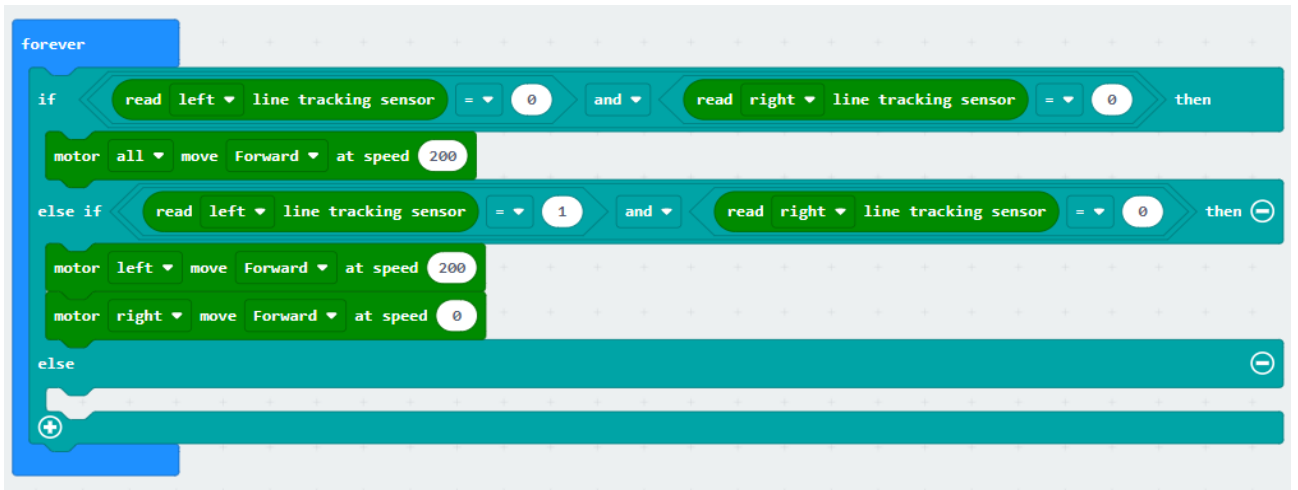 forever
if read left line tracking sensor = 0 and read right line tracking sensor = 0 then
motor all move Forward at speed 200
else if read left line tracking sensor = 1 and read right line tracking sensor = 0 then
motor left move Forward at speed 200
motor right move Forward at speed 0
else